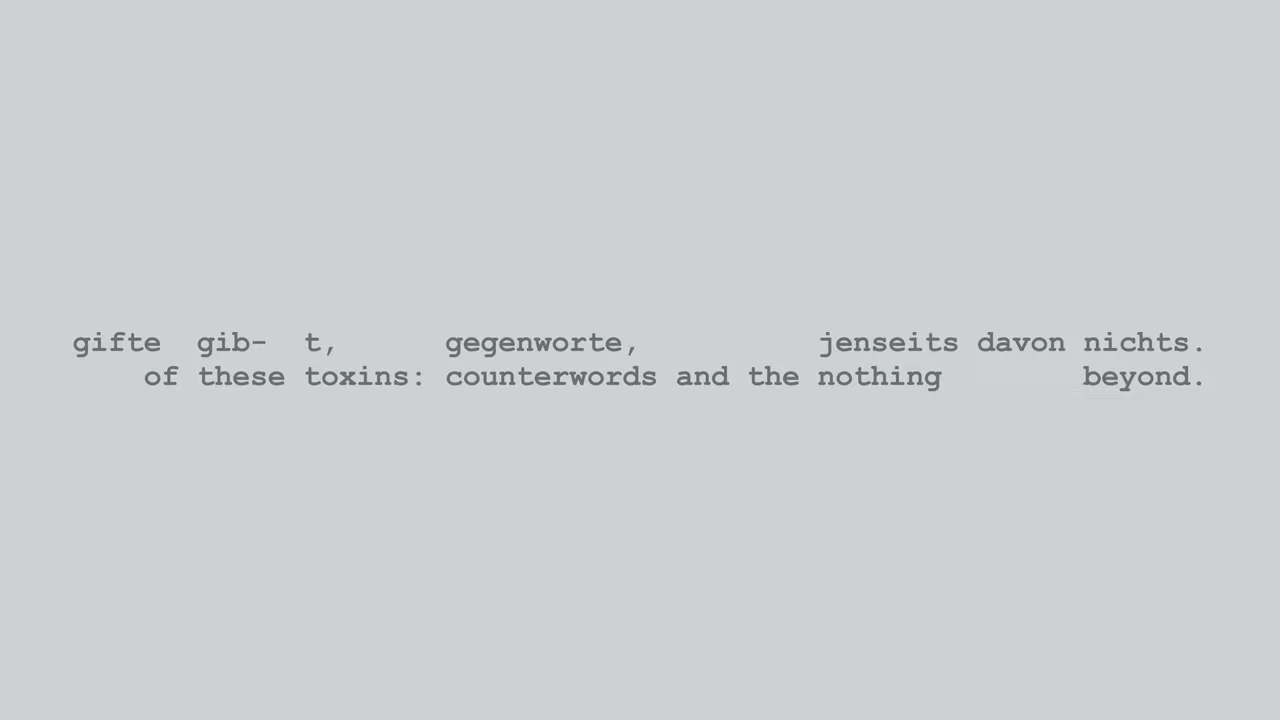 gifte gib- t, gegenworte, jenseits davon nichts.
of these toxins: counterwords and the nothing beyond.